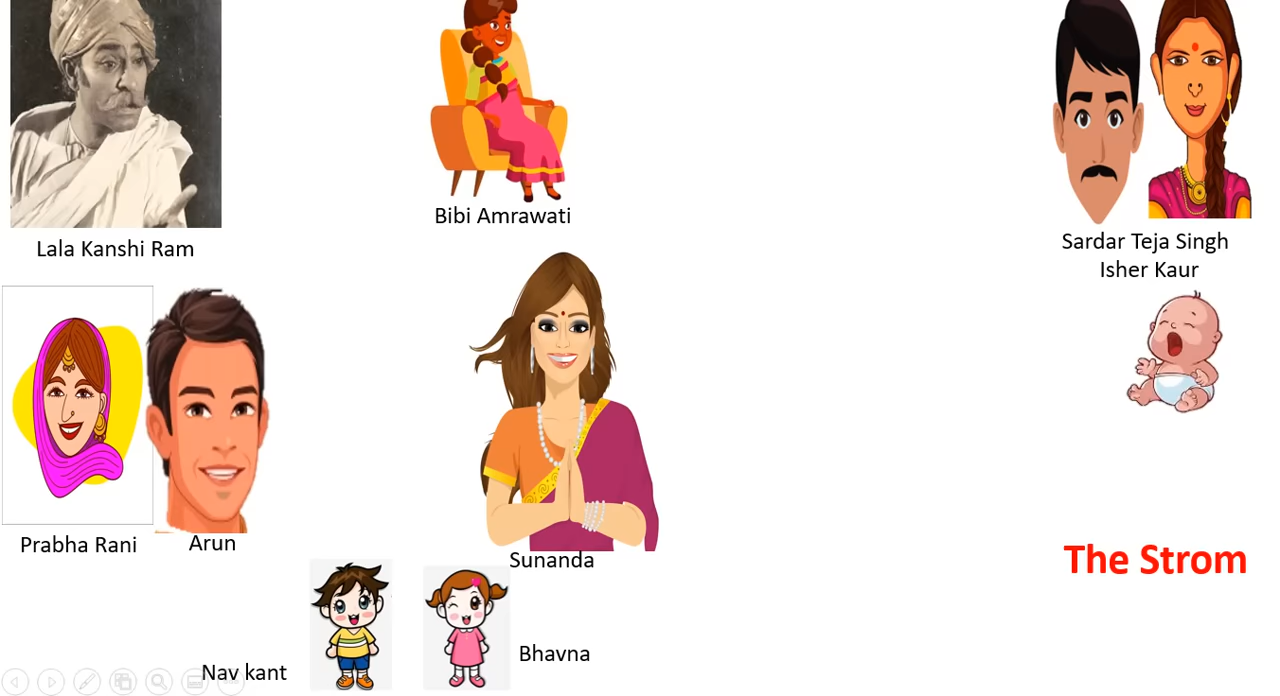 Bibi Amrawati
Lala Kanshi Ram
Sardar Teja Singh
Isher Kaur
Prabha Rani
Arun
Sunanda
The Strom
Nav kant
Bhavna